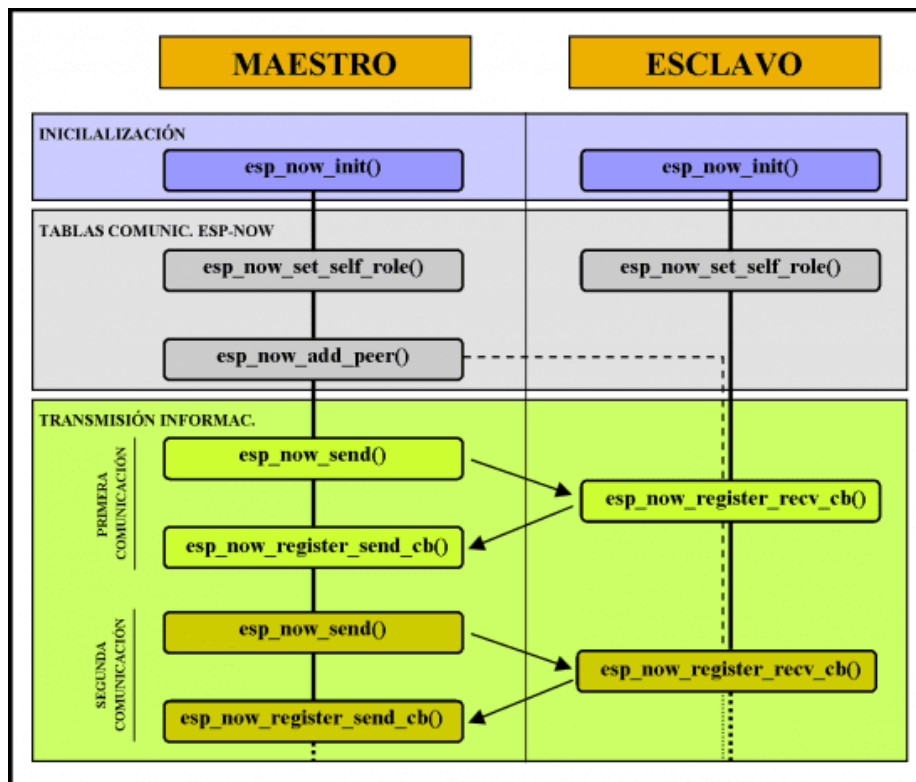 MAESTRO
ESCLAVO
INICILALIZACIÓN
esp_now_init()
esp_now_init()
TABLAS COMUNIC. ESP-NOW
esp_now_set_self_role()
esp_now_set_self_role()
esp_now_add_peer()
TRANSMISIÓN INFORMAC.
PRIMERA
COMUNICACIÓN
esp_now_send()
esp_now_register_recv_cb()
esp_now_register_send_cb()
SEGUNDA
COMUNICACIÓN
esp_now_send()
esp_now_register_recv_cb()
esp_now_register_send_cb()